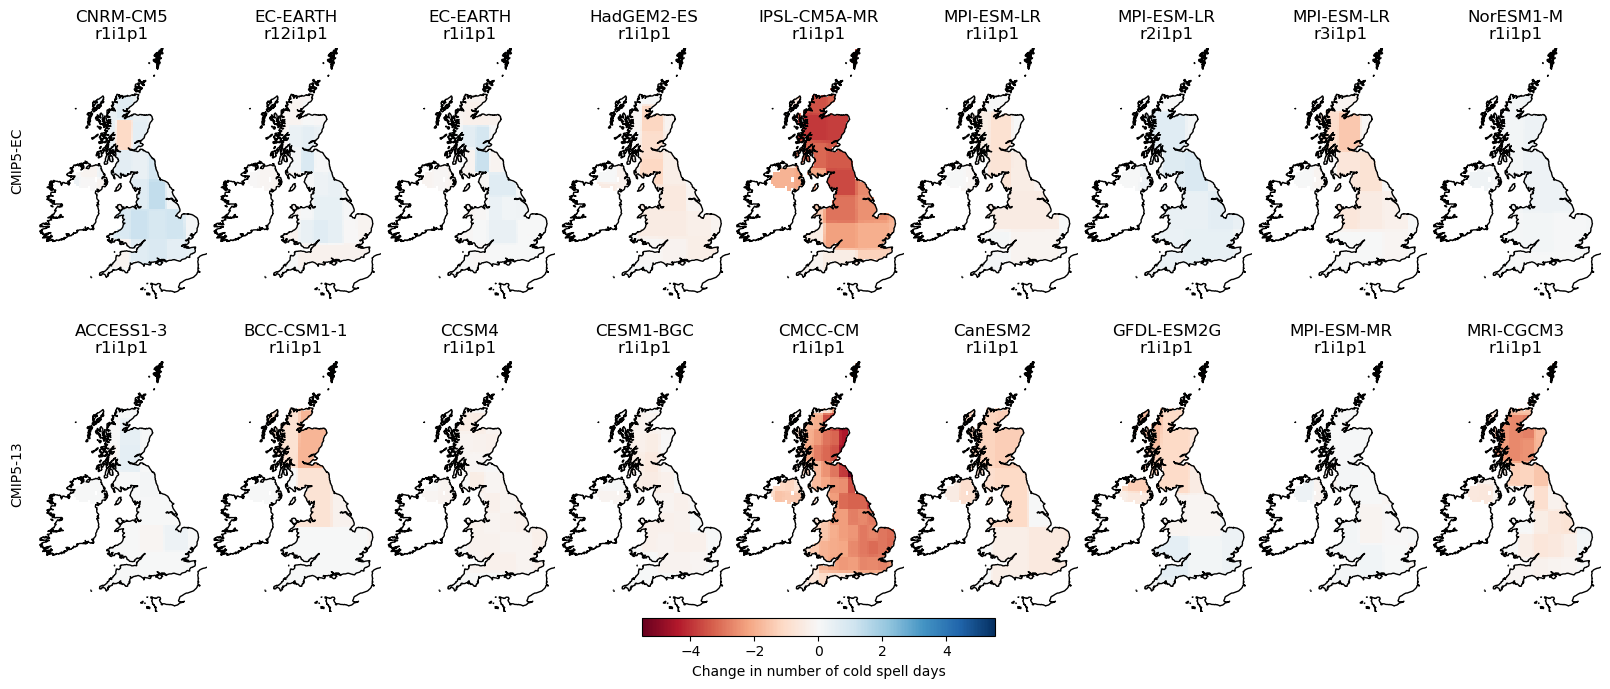 CNRM-CM5 EC-EARTH EC-EARTH HadGEM2-ES IPSL-CM5A-MR MPI-ESM-LR MPI-ESM-LR MPI-ESM-LR NorESM1-M
r1i1p1 r12i1p1 r1i1p1 r1i1p1 r1i1p1 r1i1p1 r2i1p1 r3i1p1 r1i1p1
CMIP5-EC
ACCESS1-3 BCC-CSM1-1 CCSM4 CESM1-BGC CMCC-CM CanESM2 GFDL-ESM2G MPI-ESM-MR MRI-CGCM3
r1i1p1 r1i1p1 r1i1p1 r1i1p1 r1i1p1 r1i1p1 r1i1p1 r1i1p1 r1i1p1
CMIP5-13
−4 −2 0 2 4
Change in number of cold spell days